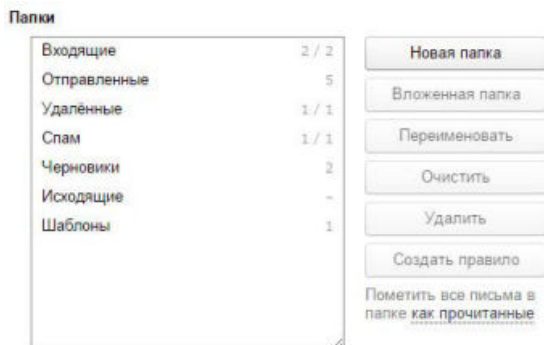 Папки
Входящие 2 / 2
Отправленные 5
Удалённые 1 / 1
Спам 1 / 1
Черновики 2
Исходящие –
Шаблоны 1
Новая папка
Вложенная папка
Переименовать
Очистить
Удалить
Создать правило
Пометить все письма в
папке как прочитанные